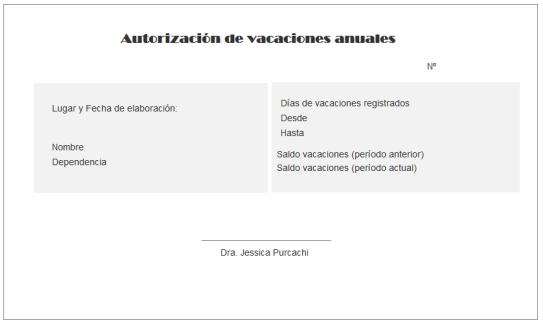 Autorización de vacaciones anuales
Nº
Lugar y Fecha de elaboración:
Nombre
Dependencia
Días de vacaciones registrados
Desde
Hasta
Saldo vacaciones (período anterior)
Saldo vacaciones (período actual)
Dra. Jessica Purcachi